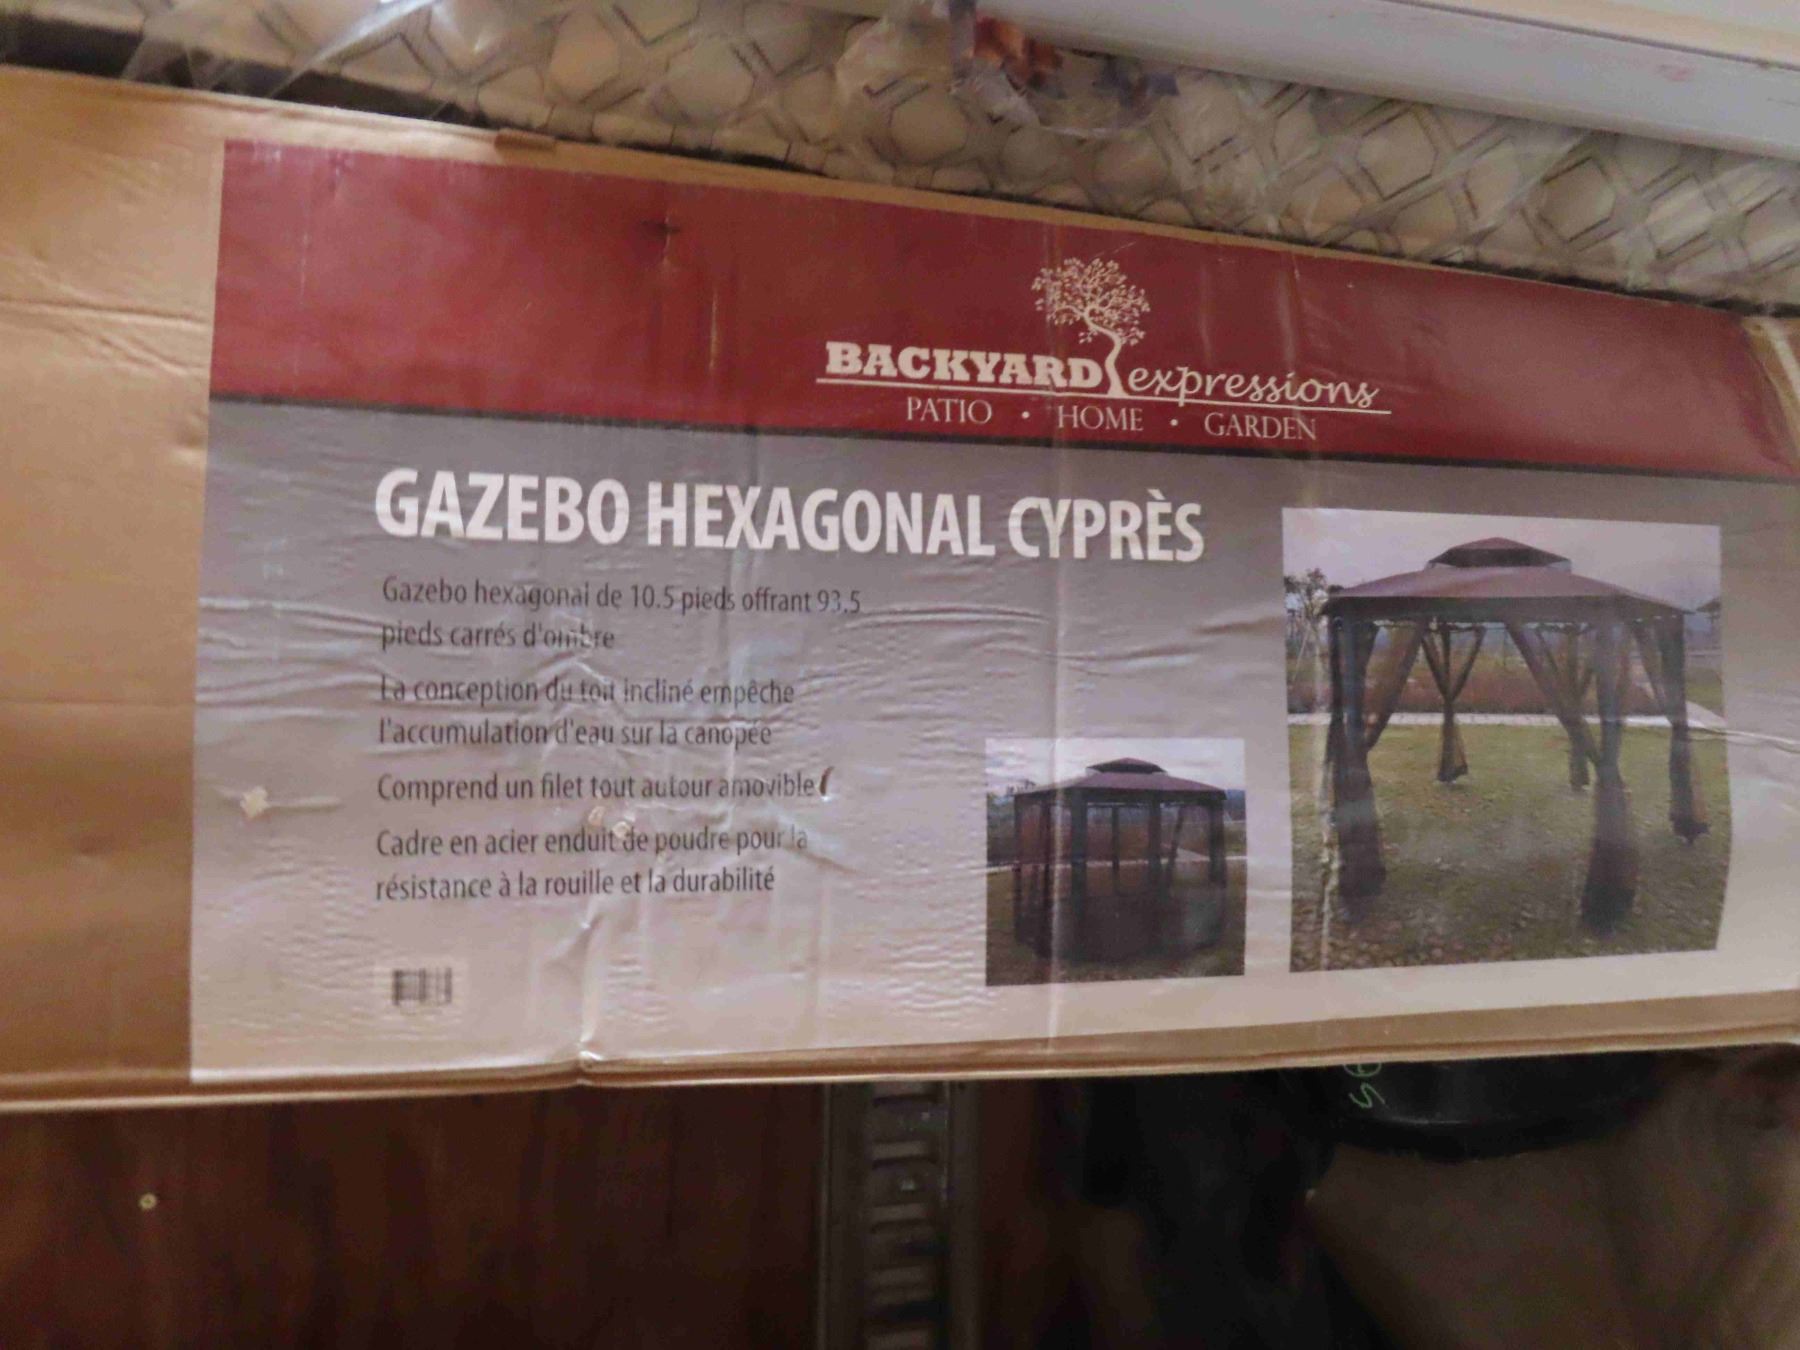 BACKYARD expressions
PATIO • HOME • GARDEN
GAZEBO HEXAGONAL CYPRÈS
Gazebo hexagonal de 10.5 pieds offrant 93.5
pieds carrés d'ombre
La conception du toit incliné empêche
l'accumulation d'eau sur la canopée
Comprend un filet tout autour amovible
Cadre en acier enduit de poudre pour la
résistance à la rouille et la durabilité